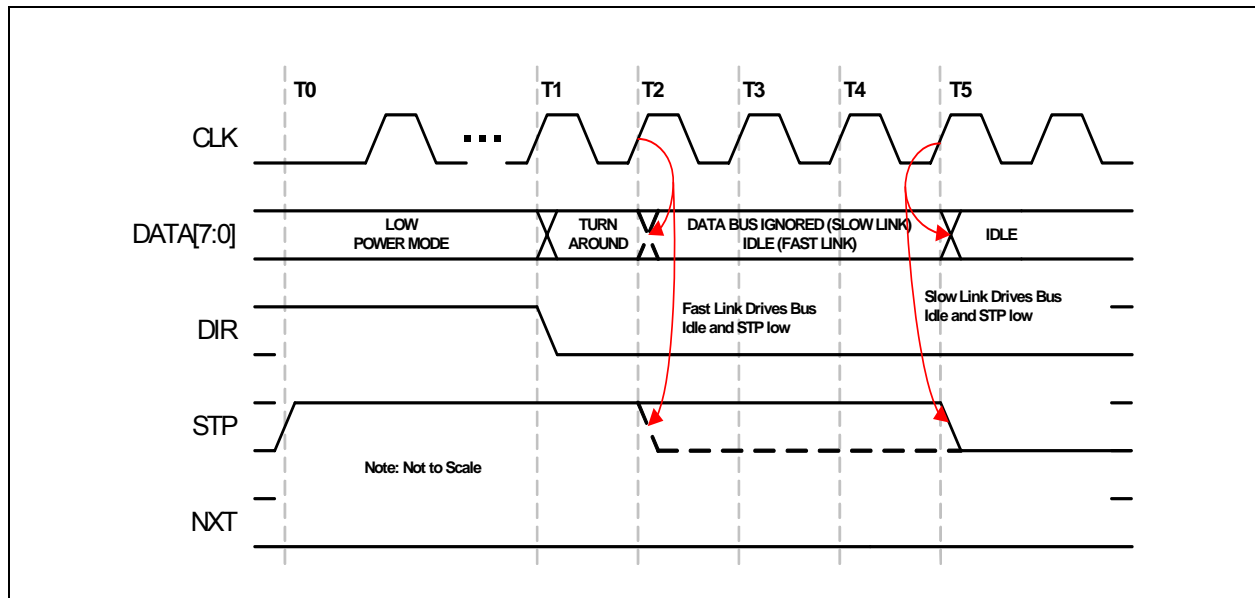 T0
T1
T2
T3
T4
T5
CLK
DATA[7:0]
LOW
POWER MODE
TURN
AROUND
DATA BUS IGNORED (SLOW LINK)
IDLE (FAST LINK)
IDLE
DIR
Fast Link Drives Bus
Idle and STP low
Slow Link Drives Bus
Idle and STP low
STP
Note: Not to Scale
NXT